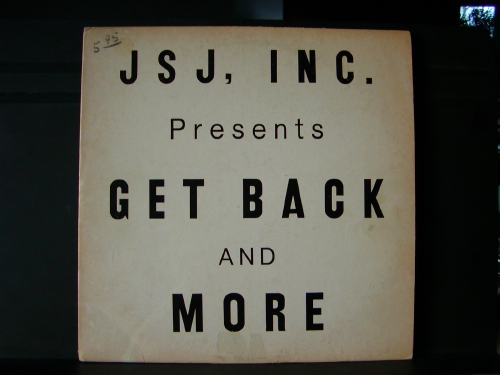 5 95
JSJ, INC.
Presents
GET BACK
AND
MORE